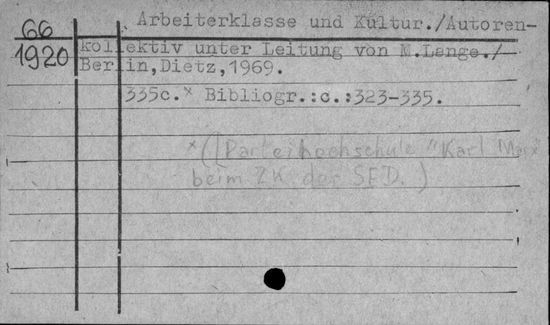 66
1920
Arbeiterklasse und Kultur./Autoren-
kollektiv unter Leitung von M.Lange./
Berlin,Dietz,1969.
335c.* Bibliogr.:c.:323-335.
*(Parteihochschule "Karl Marx
beim ZK der SED.)